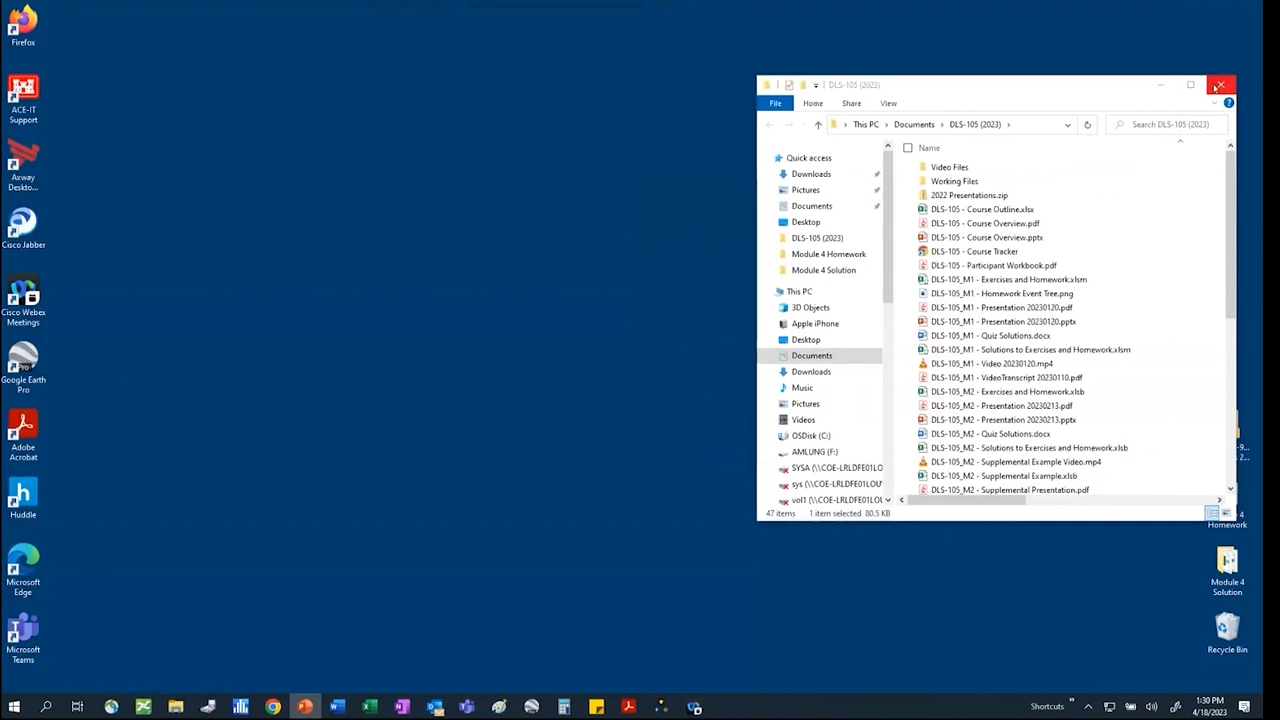 Firefox
ACE-IT
Support
Axway
Deskto...
Cisco Jabber
Cisco Webex
Meetings
Google Earth
Pro
Adobe
Acrobat
Huddle
Microsoft
Edge
Microsoft
Teams
DLS-105 (2023)
File Home Share View
This PC > Documents > DLS-105 (2023) >
Search DLS-105 (2023)
Quick access
Downloads
Pictures
Documents
Desktop
DLS-105 (2023)
Module 4 Homework
Module 4 Solution
This PC
3D Objects
Apple iPhone
Desktop
Documents
Downloads
Music
Pictures
Videos
OSDisk (C:)
AMLUNG (F:)
SYSA (\\COE-LRLDFE01LO
sys (\\COE-LRLDFE01LOU
vol1 (\\COE-LRLDFE01LOU
Name
Video Files
Working Files
2022 Presentations.zip
DLS-105 - Course Outline.xlsx
DLS-105 - Course Overview.pdf
DLS-105 - Course Overview.pptx
DLS-105 - Course Tracker
DLS-105 - Participant Workbook.pdf
DLS-105_M1 - Exercises and Homework.xlsm
DLS-105_M1 - Homework Event Tree.png
DLS-105_M1 - Presentation 20230120.pdf
DLS-105_M1 - Presentation 20230120.pptx
DLS-105_M1 - Quiz Solutions.docx
DLS-105_M1 - Solutions to Exercises and Homework.xlsm
DLS-105_M1 - Video 20230120.mp4
DLS-105_M1 - VideoTranscript 20230110.pdf
DLS-105_M2 - Exercises and Homework.xlsb
DLS-105_M2 - Presentation 20230213.pdf
DLS-105_M2 - Presentation 20230213.pptx
DLS-105_M2 - Quiz Solutions.docx
DLS-105_M2 - Solutions to Exercises and Homework.xlsb
DLS-105_M2 - Supplemental Example Video.mp4
DLS-105_M2 - Supplemental Example.xlsb
DLS-105_M2 - Supplemental Presentation.pdf
47 items 1 item selected 80.5 KB
Homework
Module 4
Solution
Recycle Bin
Shortcuts
1:30 PM
4/18/2023